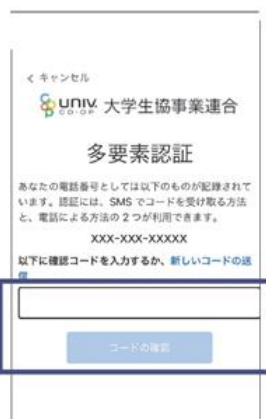 < キャンセル
univ. 大学生協事業連合
CO-OP
多要素認証
あなたの電話番号としては以下のものが記録されて
います。認証には、SMS でコードを受け取る方法
と、電話による方法の 2 つが利用できます。
XXX-XXX-XXXXX
以下に確認コードを入力するか、新しいコードの送
信
コードの確認